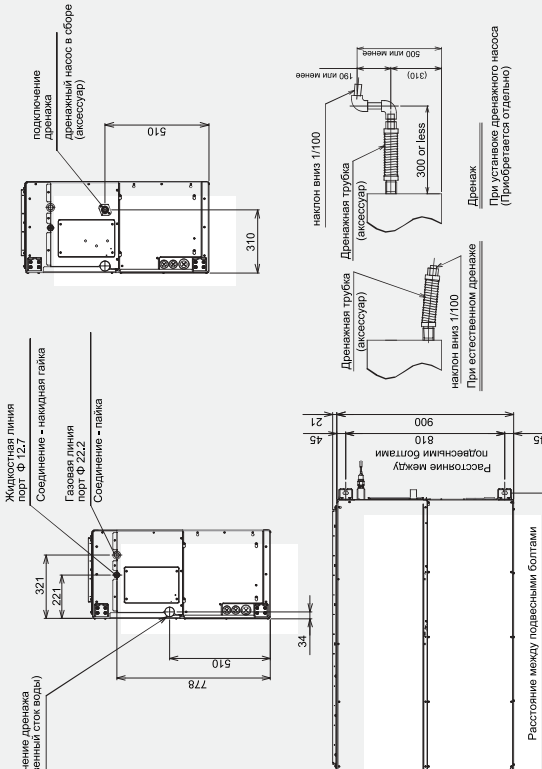 подключение
дренажа
дренажный насос в сборе
(аксессуар)
510
310
500 или менее
190 или менее
(310)
наклон вниз 1/100
Дренажная трубка
(аксессуар)
300 or less
Дренаж
При установке дренажного насоса
(Приобретается отдельно)
Дренажная трубка
(аксессуар)
наклон вниз 1/100
При естественном дренаже
Жидкостная линия
порт Ф 12.7
Соединение - накидная гайка
Газовая линия
порт Ф 22.2
Соединение - пайка
321
221
510
778
34
ение дренажа
венный сток воды)
21
45
900
810
Расстояние между
подвесными болтами
Расстояние между подвесными болтами